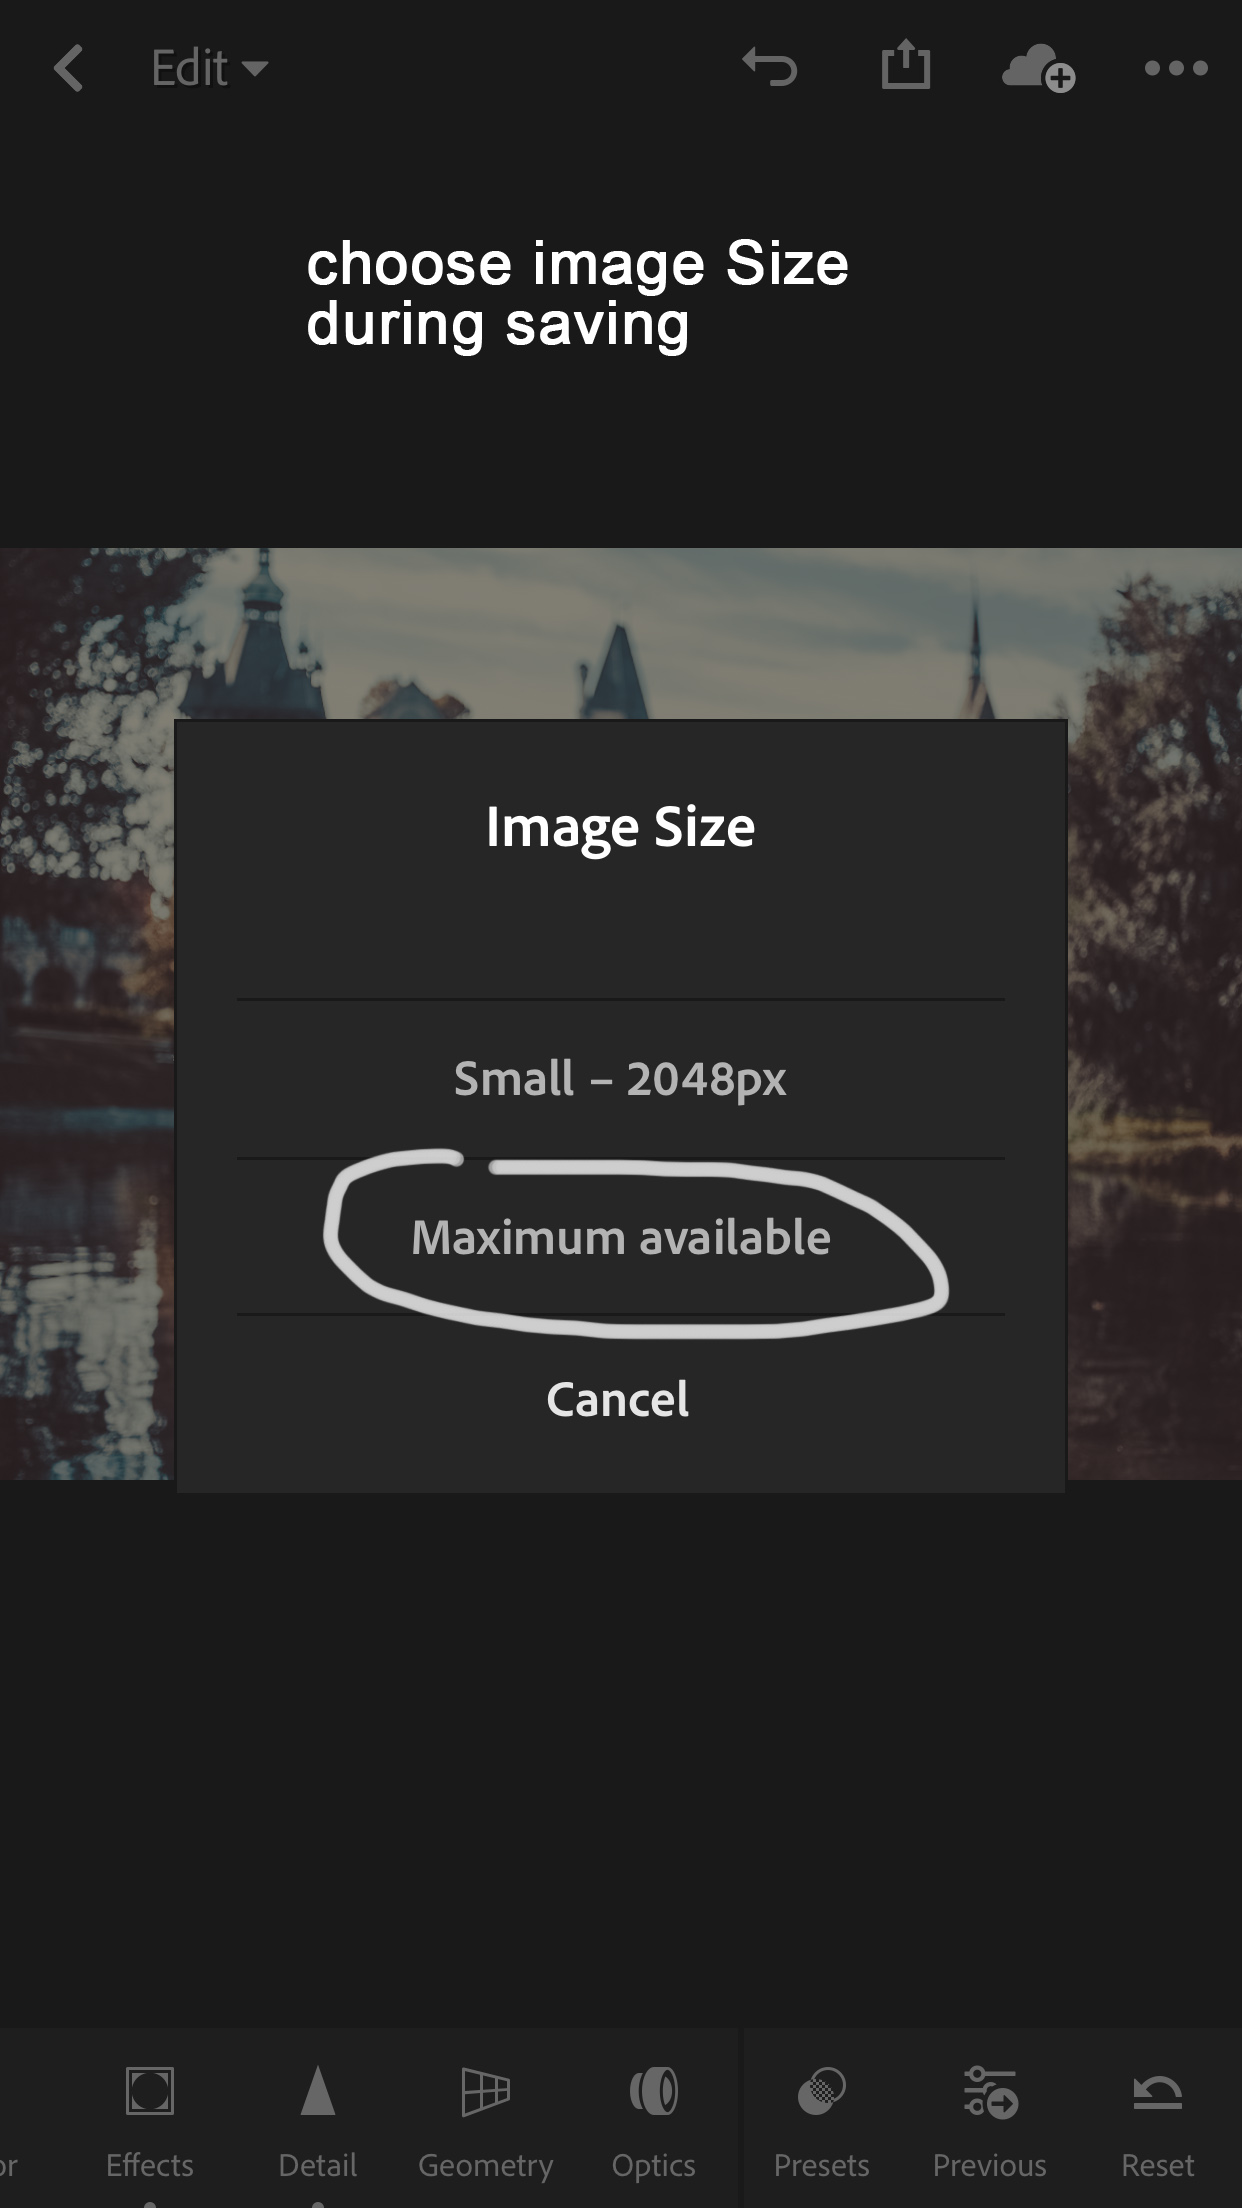 Edit
choose image Size
during saving
Image Size
Small – 2048px
Maximum available
Cancel
or
Effects
Detail
Geometry
Optics
Presets
Previous
Reset